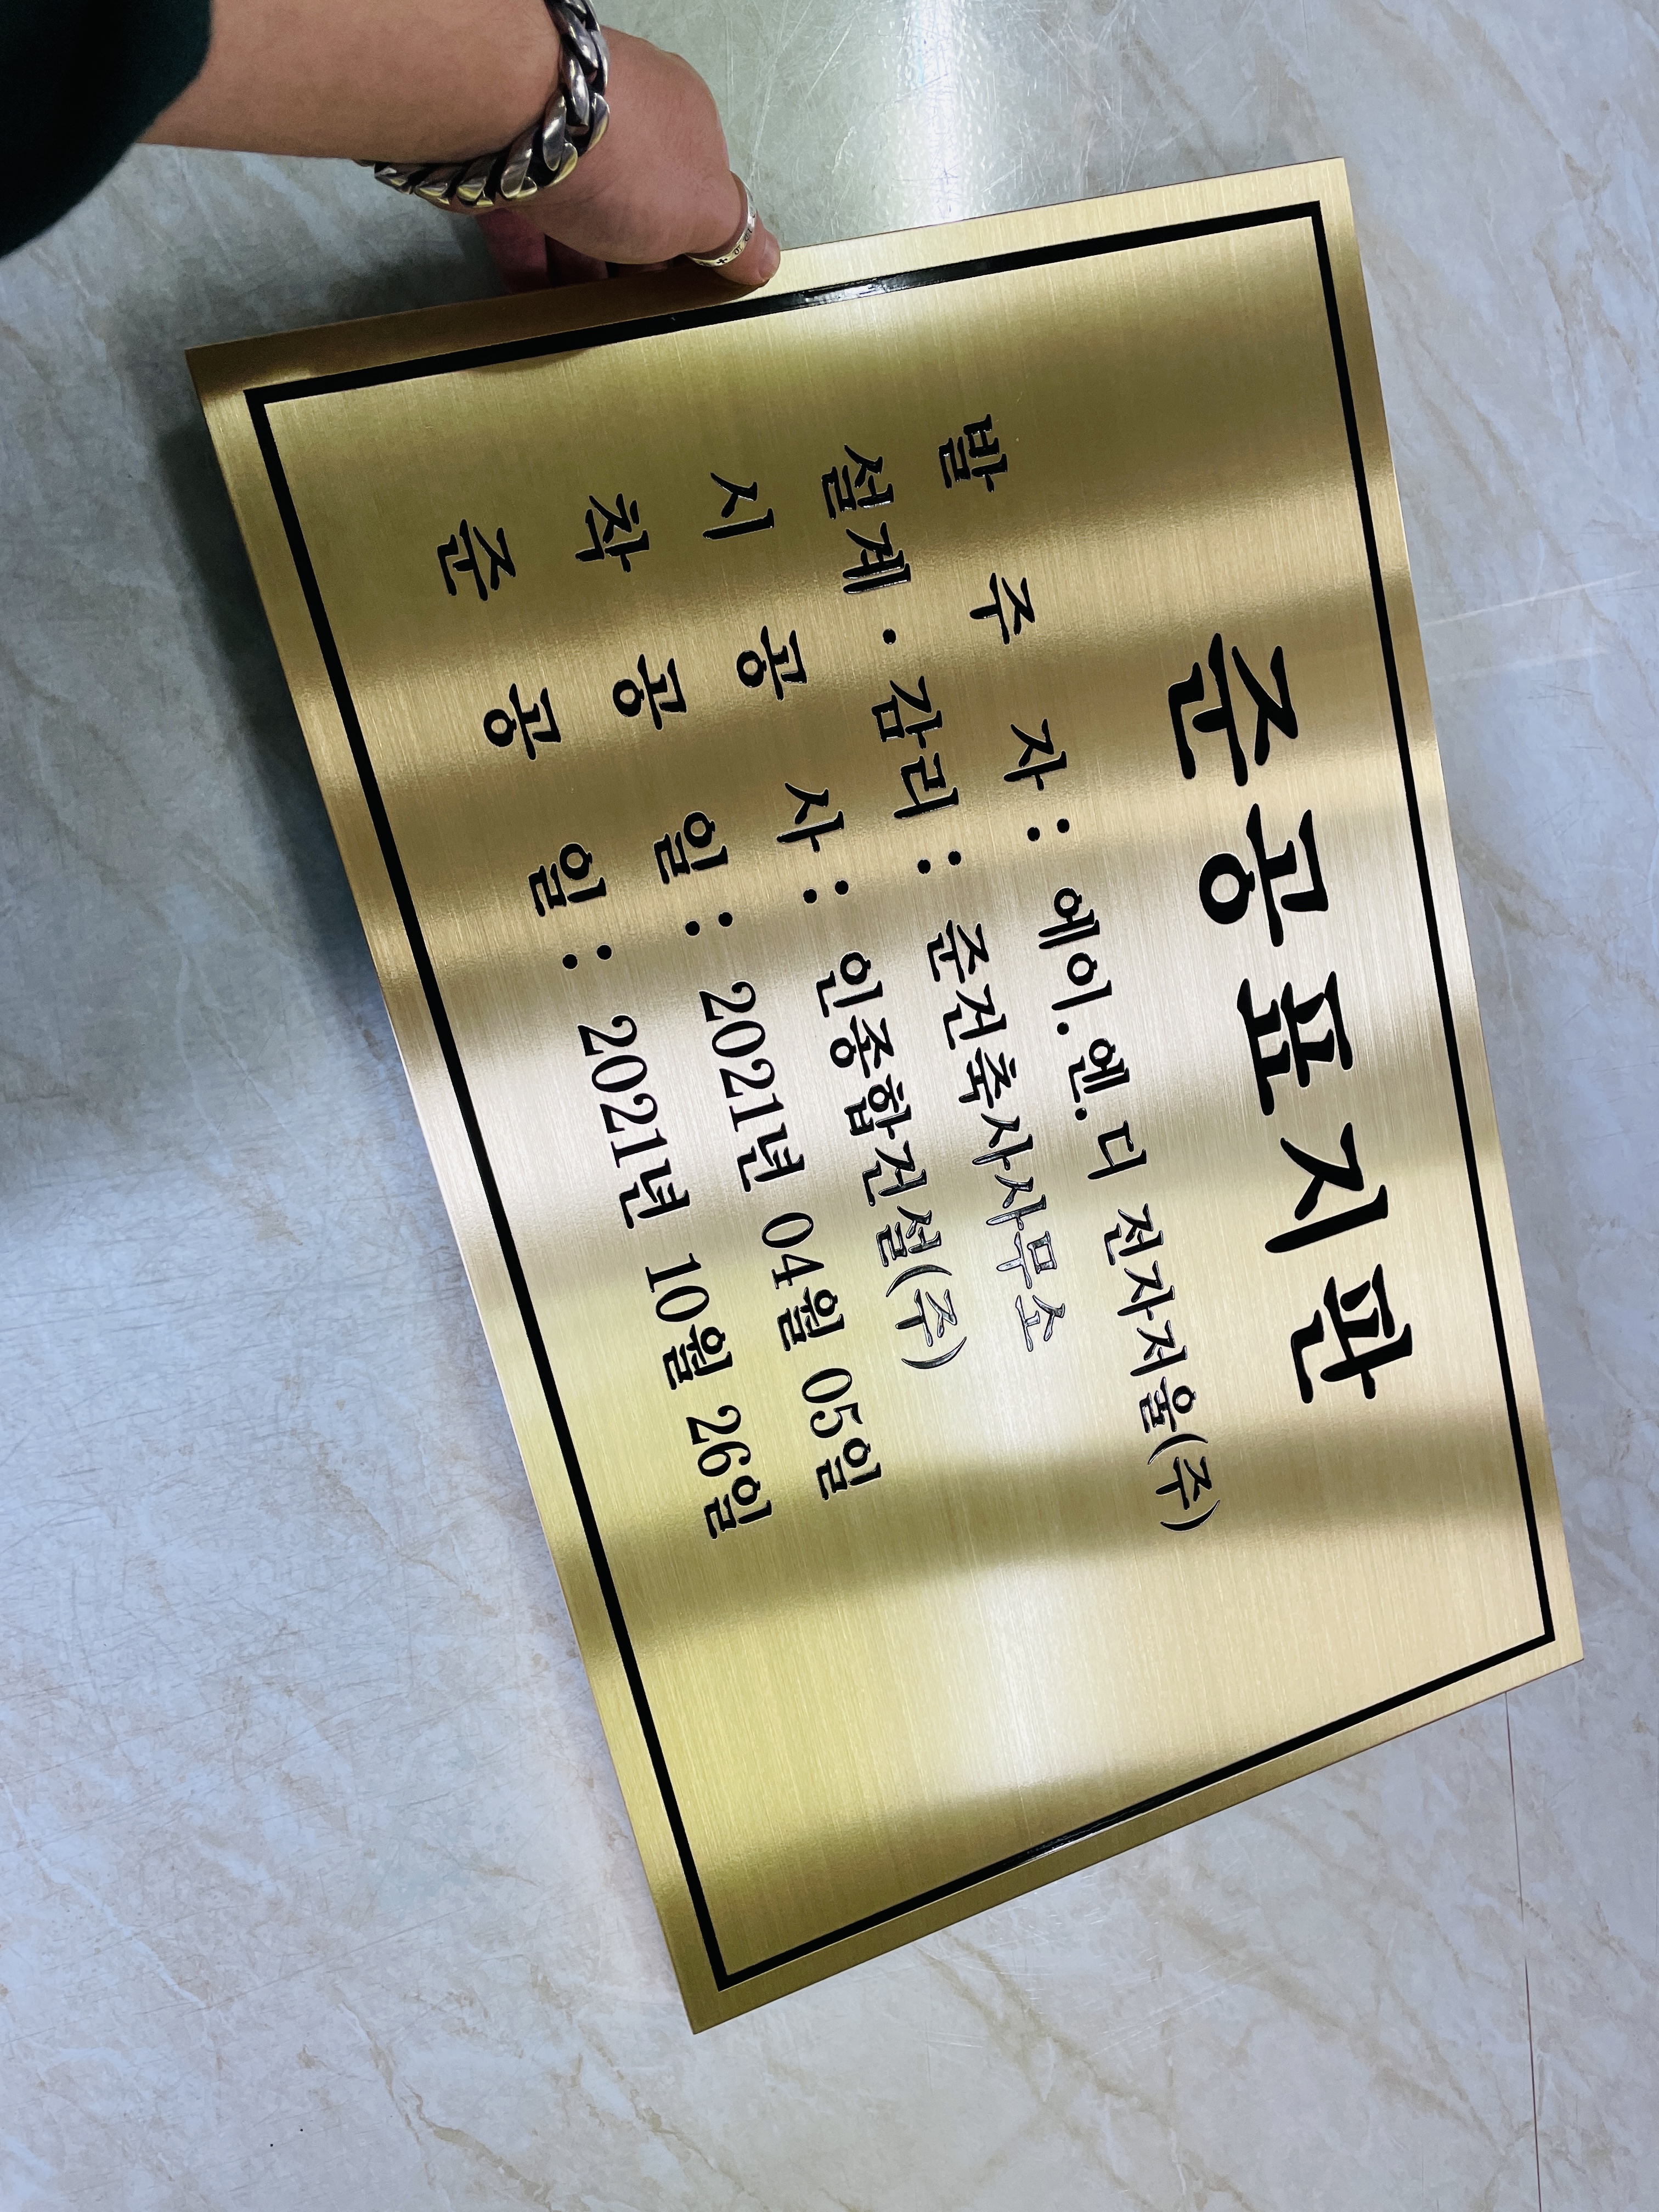 준공표지판
발 주 자 : 에이.엔.디 전자저울(주)
설계 · 감리 : 준건축사사무소
시 공 사 : 인종합건설(주)
착 공 일 : 2021년 04월 05일
준 공 일 : 2021년 10월 26일